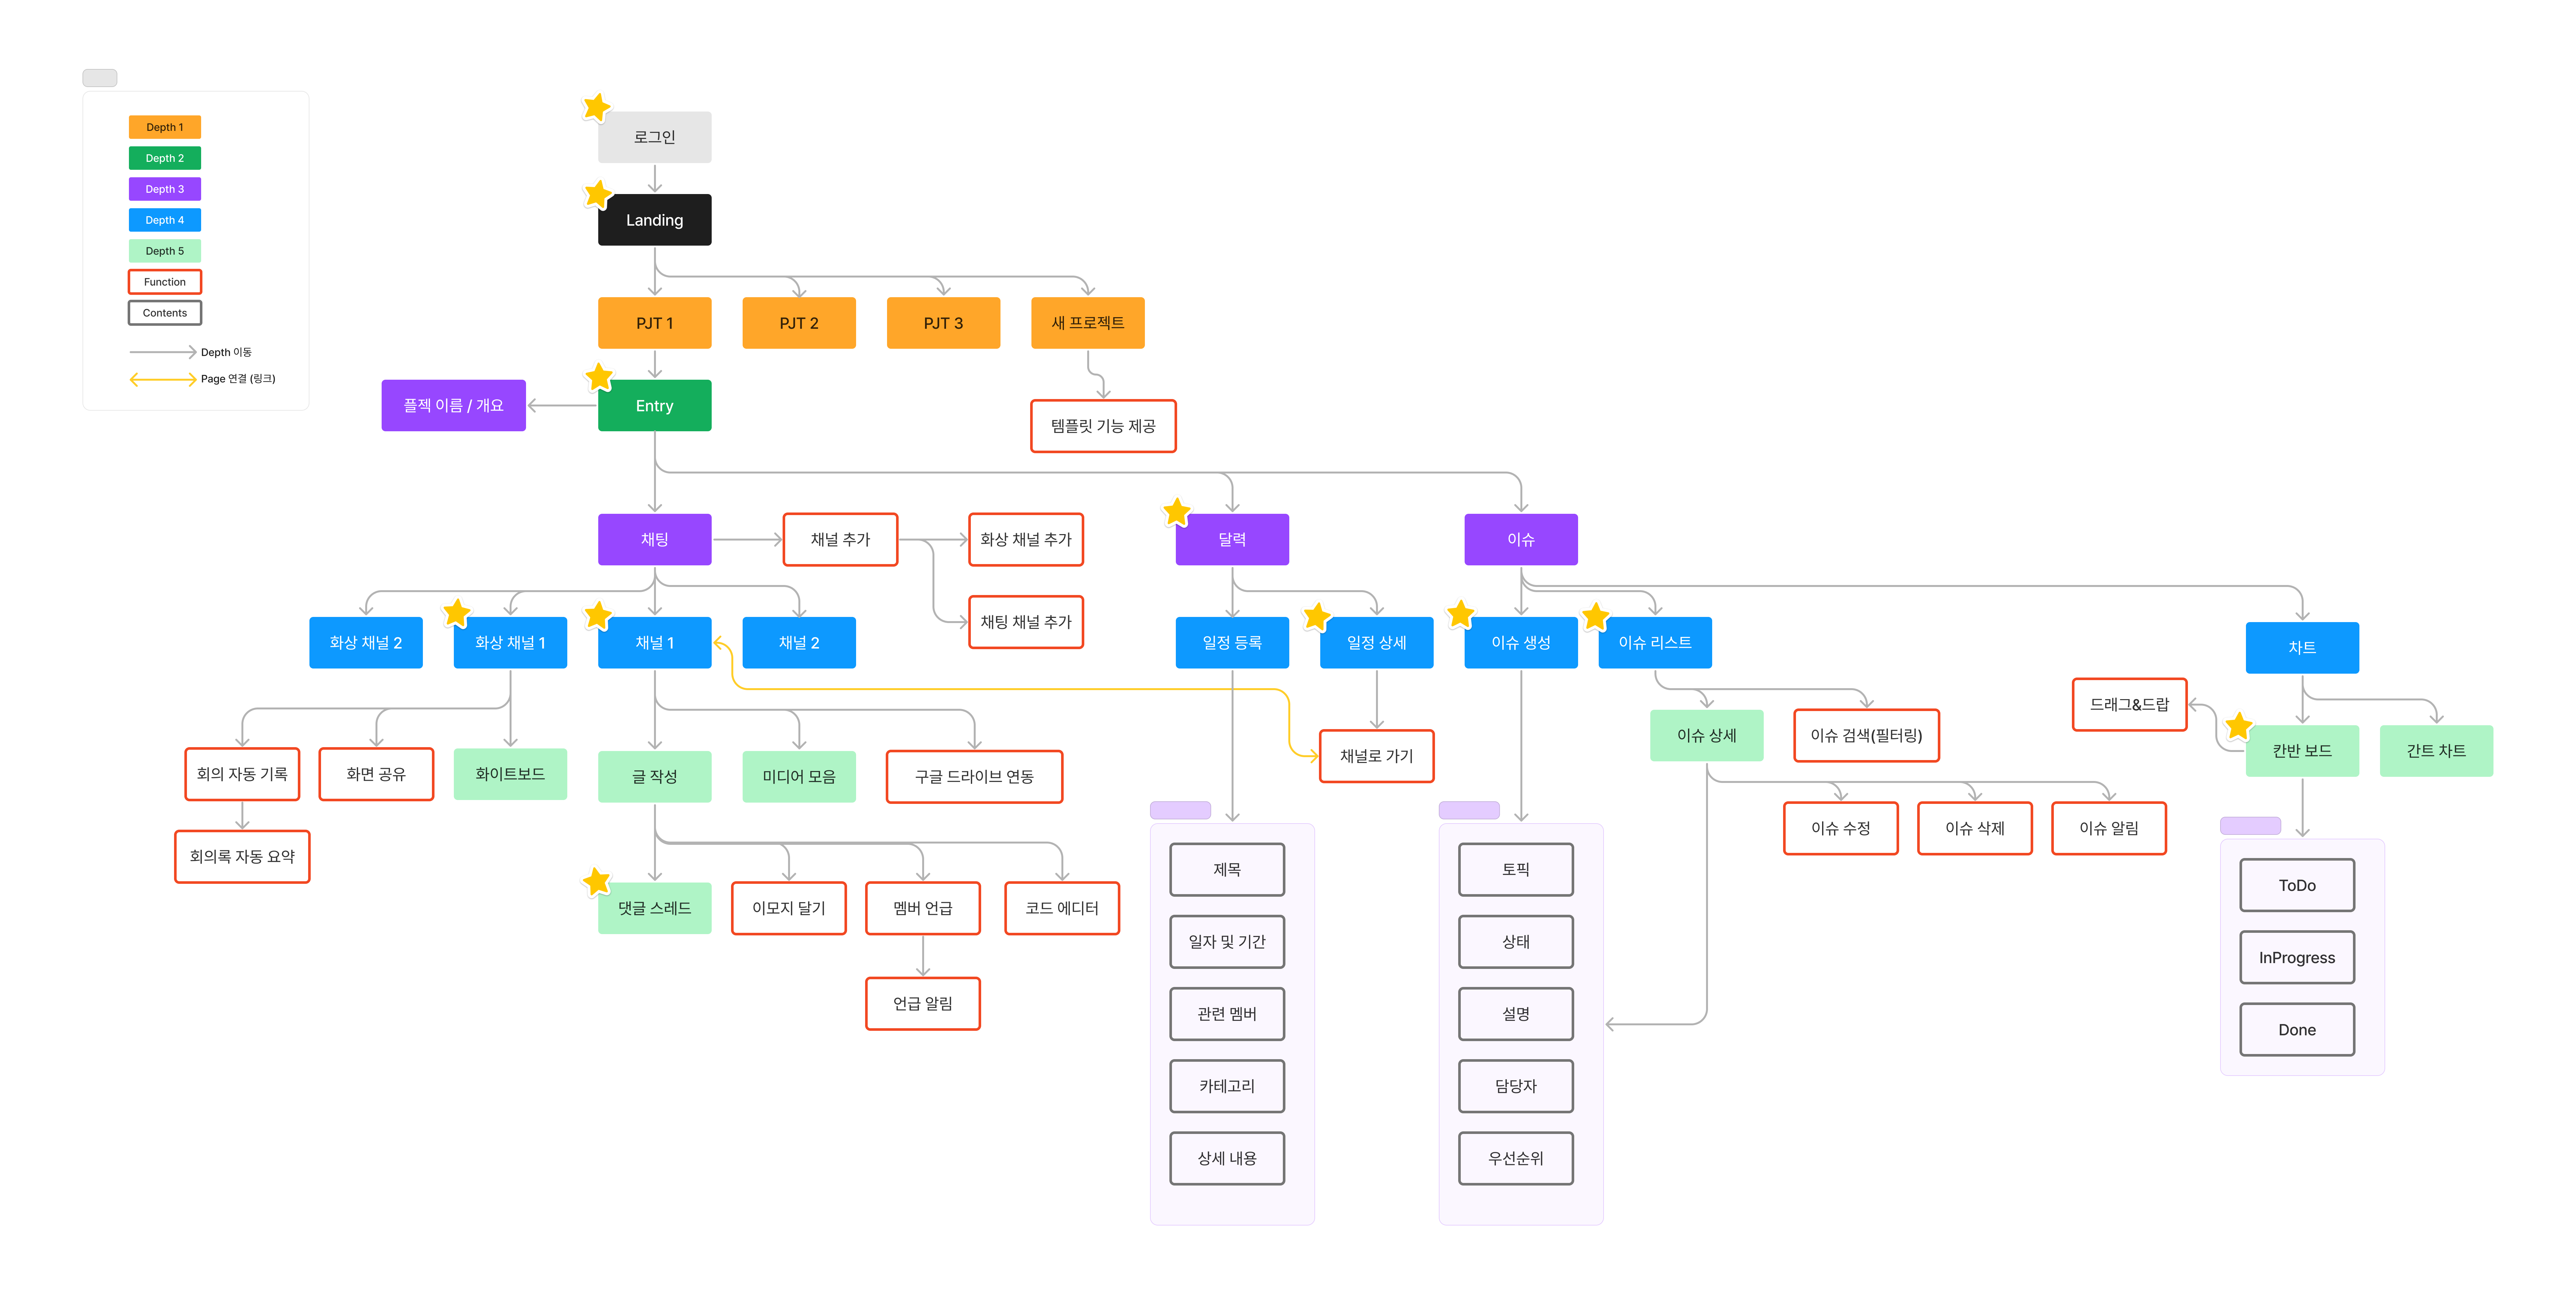 Depth 1
Depth 2
Depth 3
Depth 4
Depth 5
Function
Contents
Depth 이동
Page 연결 (링크)
로그인
Landing
PJT 1
PJT 2
PJT 3
새 프로젝트
플젝 이름 / 개요
Entry
템플릿 기능 제공
채팅
채널 추가
화상 채널 추가
채팅 채널 추가
달력
이슈
화상 채널 2
화상 채널 1
채널 1
채널 2
일정 등록
일정 상세
이슈 생성
이슈 리스트
차트
회의 자동 기록
화면 공유
화이트보드
글 작성
미디어 모음
구글 드라이브 연동
채널로 가기
이슈 상세
이슈 검색(필터링)
드래그&드랍
칸반 보드
간트 차트
회의록 자동 요약
이슈 수정
이슈 삭제
이슈 알림
댓글 스레드
이모지 달기
멤버 언급
코드 에디터
언급 알림
제목
일자 및 기간
관련 멤버
카테고리
상세 내용
토픽
상태
설명
담당자
우선순위
ToDo
InProgress
Done